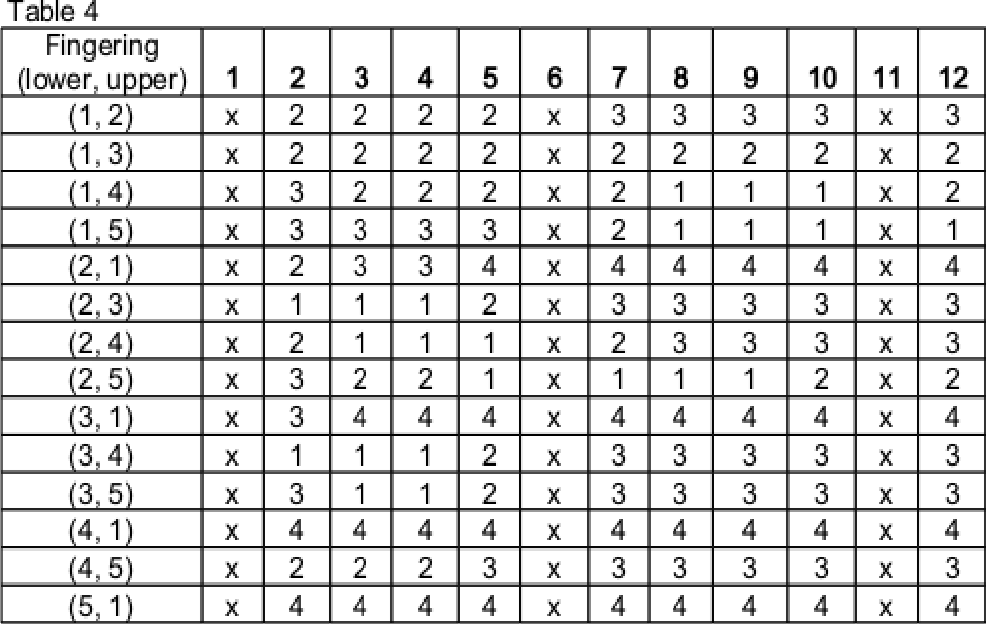 Table 4
Fingering
(lower, upper) 1 2 3 4 5 6 7 8 9 10 11 12
(1, 2) x 2 2 2 2 x 3 3 3 3 x 3
(1, 3) x 2 2 2 2 x 2 2 2 2 x 2
(1, 4) x 3 2 2 2 x 2 1 1 1 x 2
(1, 5) x 3 3 3 3 x 2 1 1 1 x 1
(2, 1) x 2 3 3 4 x 4 4 4 4 x 4
(2, 3) x 1 1 1 2 x 3 3 3 3 x 3
(2, 4) x 2 1 1 1 x 2 3 3 3 x 3
(2, 5) x 3 2 2 1 x 1 1 1 2 x 2
(3, 1) x 3 4 4 4 x 4 4 4 4 x 4
(3, 4) x 1 1 1 2 x 3 3 3 3 x 3
(3, 5) x 3 1 1 2 x 3 3 3 3 x 3
(4, 1) x 4 4 4 4 x 4 4 4 4 x 4
(4, 5) x 2 2 2 3 x 3 3 3 3 x 3
(5, 1) x 4 4 4 4 x 4 4 4 4 x 4